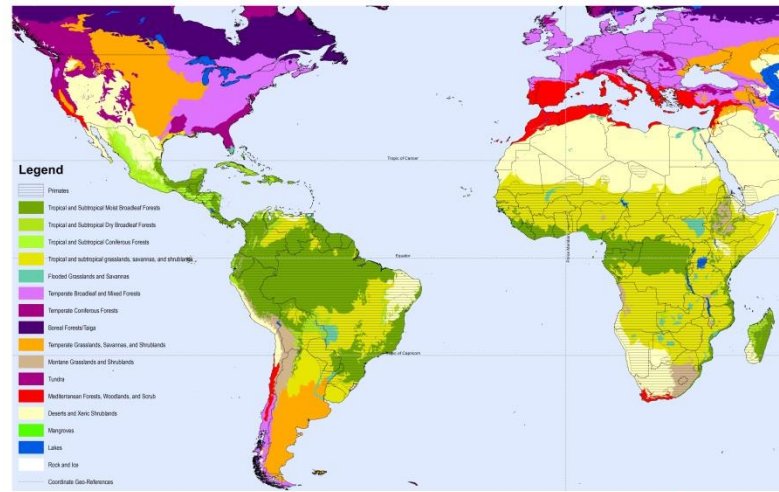 Tropic of Cancer
Legend
Primates
Tropical and Subtropical Moist Broadleaf Forests
Tropical and Subtropical Dry Broadleaf Forests
Tropical and Subtropical Coniferous Forests
Tropical and subtropical grasslands, savannas, and shrublands
Flooded Grasslands and Savannas
Temperate Broadleaf and Mixed Forests
Temperate Coniferous Forests
Boreal Forests/Taiga
Temperate Grasslands, Savannas, and Shrublands
Montane Grasslands and Shrublands
Tundra
Mediterranean Forests, Woodlands, and Scrub
Deserts and Xeric Shrublands
Mangroves
Lakes
Rock and Ice
Coordinate Geo-References
Equator
Prime Meridian
Tropic of Capricorn